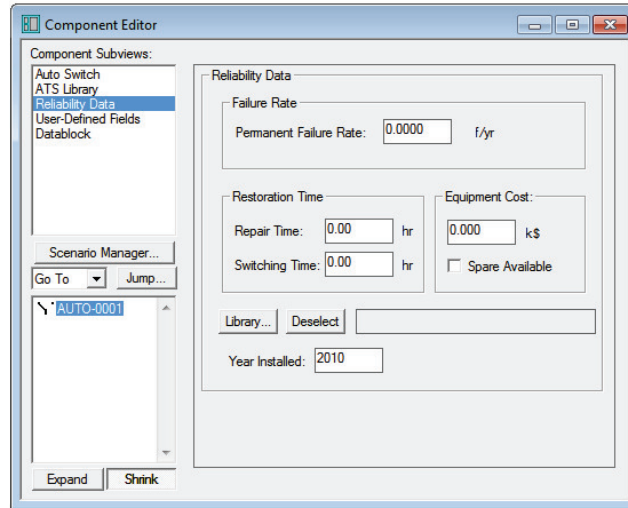 Component Editor
Component Subviews:
Auto Switch
ATS Library
Reliability Data
User-Defined Fields
Datablock
Scenario Manager...
Go To Jump...
AUTO-0001
Expand Shrink
Reliability Data
Failure Rate
Permanent Failure Rate: 0.0000 f/yr
Restoration Time
Repair Time: 0.00 hr
Switching Time: 0.00 hr
Equipment Cost:
0.000 k$
Spare Available
Library... Deselect
Year Installed: 2010